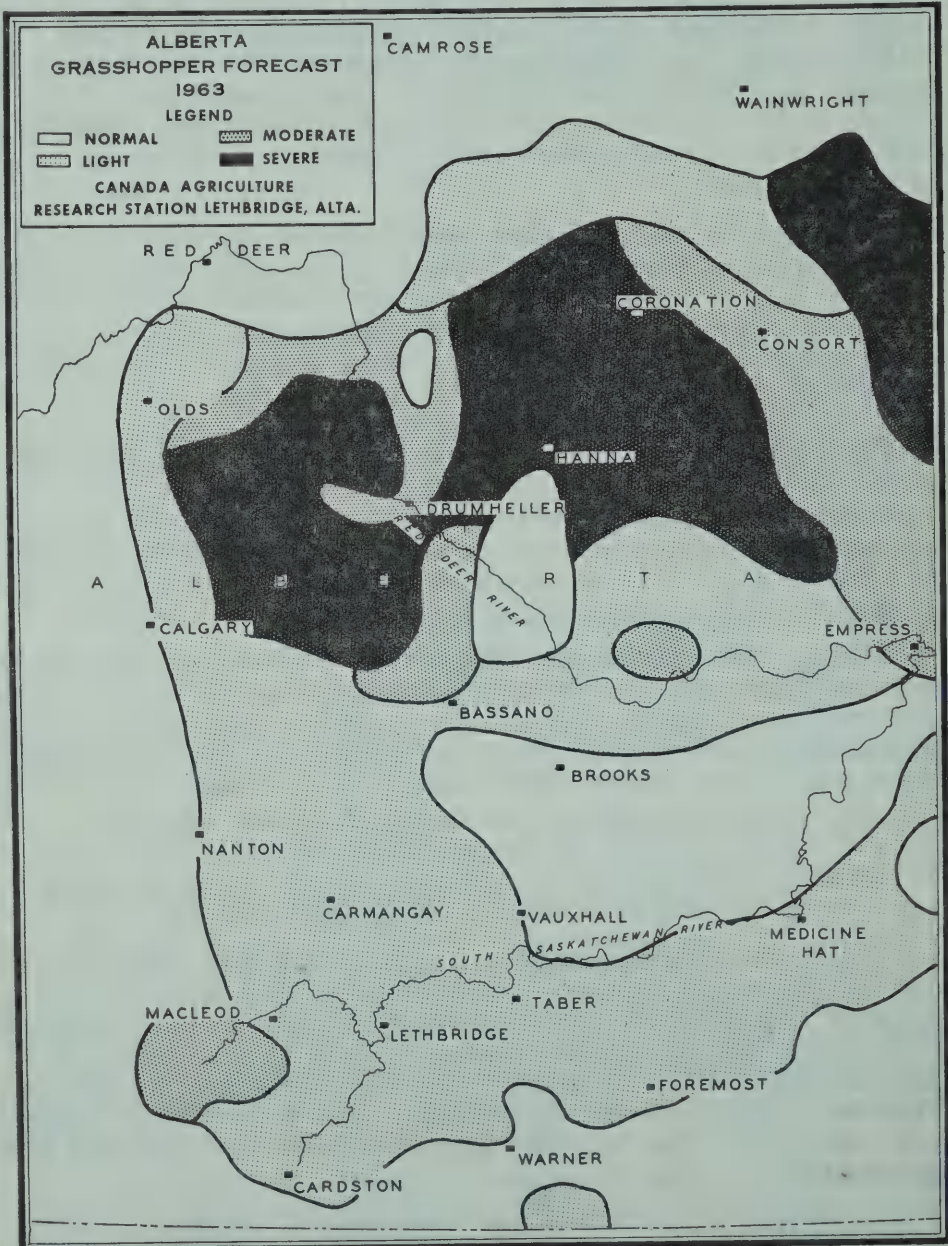 ALBERTA
GRASSHOPPER FORECAST
1963
LEGEND
NORMAL MODERATE
LIGHT SEVERE
CANADA AGRICULTURE
RESEARCH STATION LETHBRIDGE, ALTA.
CAMROSE
WAINWRIGHT
RED DEER
CORONATION
CONSORT
OLDS
HANNA
DRUMHELLER
RED DEER RIVER
A L B E R T A
CALGARY
EMPRESS
BASSANO
BROOKS
NANTON
CARMANGAY
VAUXHALL
SOUTH SASKATCHEWAN RIVER
MEDICINE
HAT
TABER
MACLEOD
LETHBRIDGE
FOREMOST
WARNER
CARDSTON